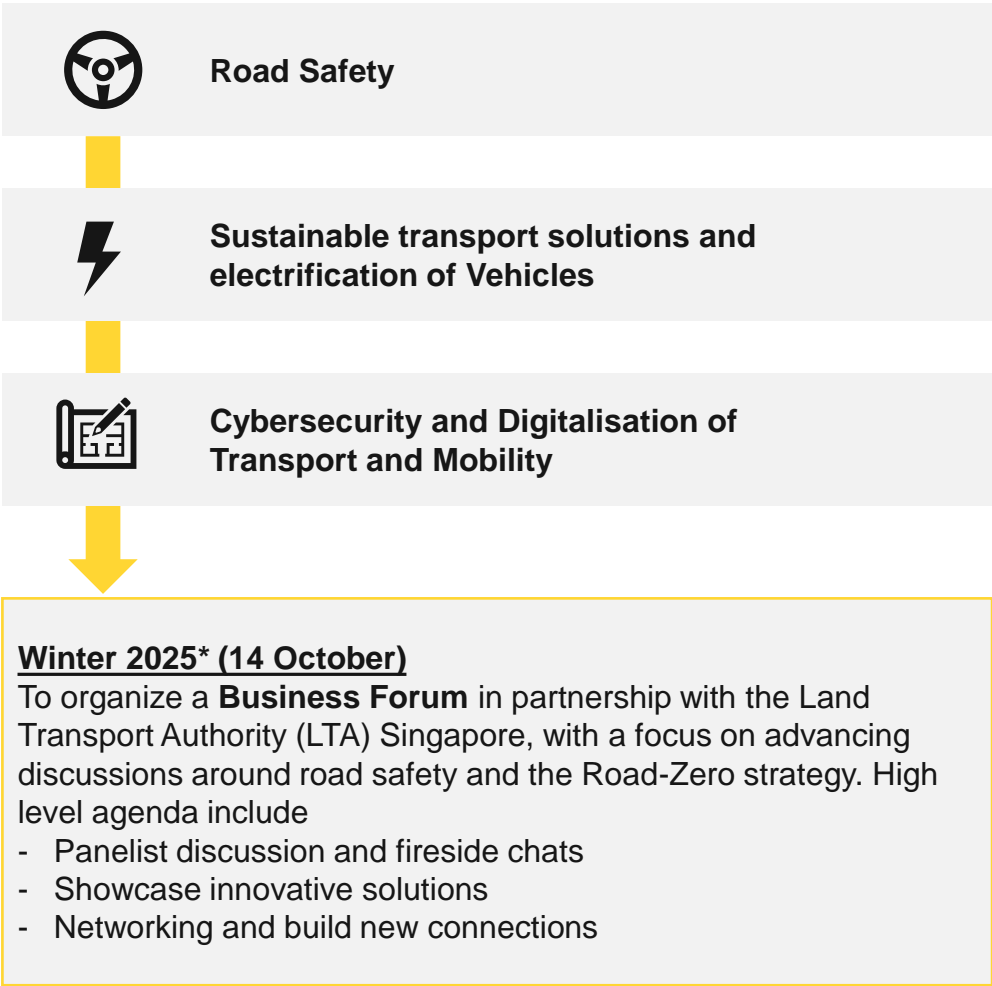 Road Safety
Sustainable transport solutions and
electrification of Vehicles
Cybersecurity and Digitalisation of
Transport and Mobility
Winter 2025* (14 October)
To organize a Business Forum in partnership with the Land
Transport Authority (LTA) Singapore, with a focus on advancing
discussions around road safety and the Road-Zero strategy. High
level agenda include
- Panelist discussion and fireside chats
- Showcase innovative solutions
- Networking and build new connections